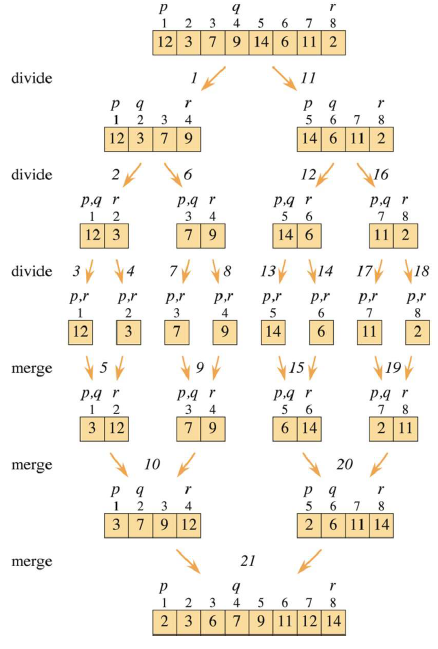 p q r
1 2 3 4 5 6 7 8
12 3 7 9 14 6 11 2
divide 1 11
p q r p q r
1 2 3 4 5 6 7 8
12 3 7 9 14 6 11 2
divide 2 6 12 16
p,q r p,q r p,q r p,q r
1 2 3 4 5 6 7 8
12 3 7 9 14 6 11 2
divide 3 4 7 8 13 14 17 18
p,r p,r p,r p,r p,r p,r p,r p,r
1 2 3 4 5 6 7 8
12 3 7 9 14 6 11 2
merge 5 9 15 19
p,q r p,q r p,q r p,q r
1 2 3 4 5 6 7 8
3 12 7 9 6 14 2 11
merge 10 20
p q r p q r
1 2 3 4 5 6 7 8
3 7 9 12 2 6 11 14
merge 21
p q r
1 2 3 4 5 6 7 8
2 3 6 7 9 11 12 14